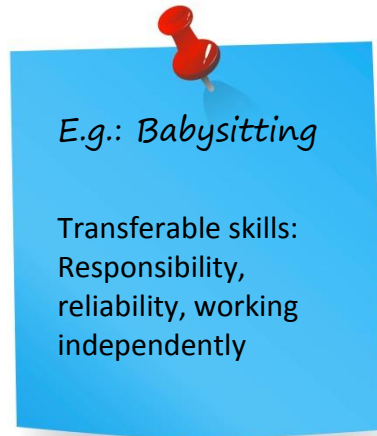 E.g.: Babysitting
Transferable skills:
Responsibility,
reliability, working
independently